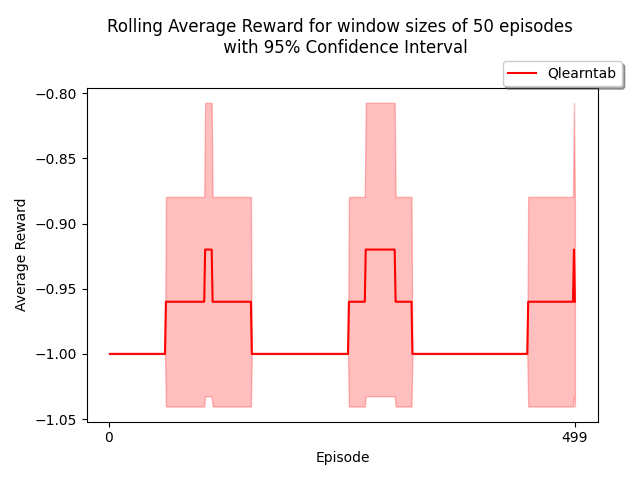 Rolling Average Reward for window sizes of 50 episodes
with 95% Confidence Interval
Qlearntab
−0.80
−0.85
−0.90
−0.95
−1.00
−1.05
Average Reward
0
499
Episode